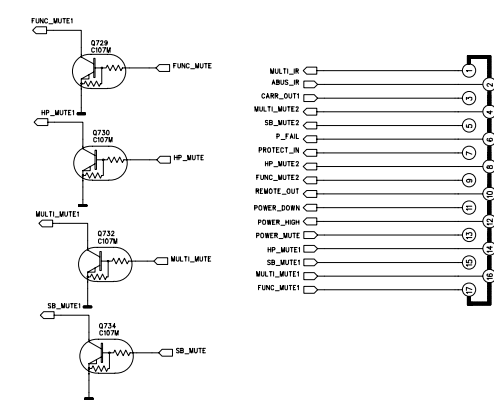 FUNC_MUTE1
Q729
C107M
FUNC_MUTE
HP_MUTE1
Q730
C107M
HP_MUTE
MULTI_MUTE1
Q732
C107M
MULTI_MUTE
SB_MUTE1
Q734
C107M
SB_MUTE
MULTI_IR 1
ABUS_IR 2
CARR_OUT1 3
MULTI_MUTE2 4
SB_MUTE2 5
P_FAIL 6
PROTECT_IN 7
HP_MUTE2 8
FUNC_MUTE2 9
REMOTE_OUT 10
POWER_DOWN 11
POWER_HIGH 12
POWER_MUTE 13
HP_MUTE1 14
SB_MUTE1 15
MULTI_MUTE1 16
FUNC_MUTE1 17